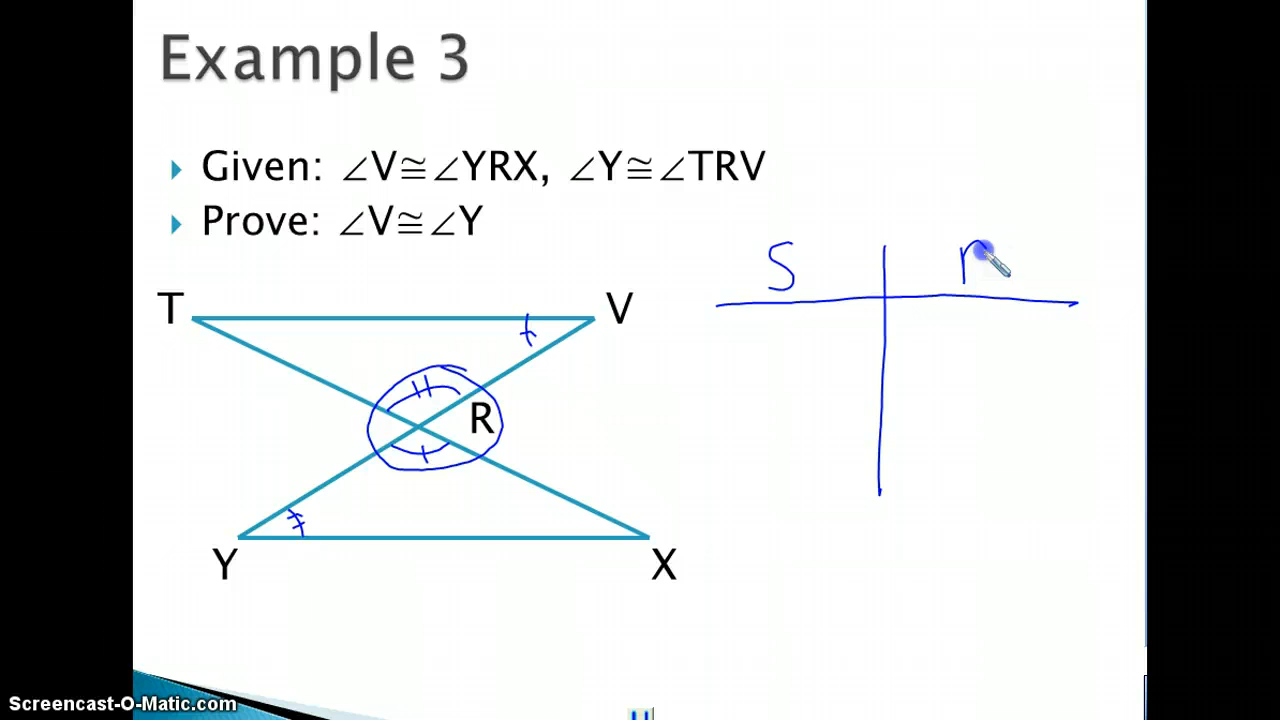 Example 3
Given: ∠V≅∠YRX, ∠Y≅∠TRV
Prove: ∠V≅∠Y
S
T
V
R
Y
X
Screencast-O-Matic.com